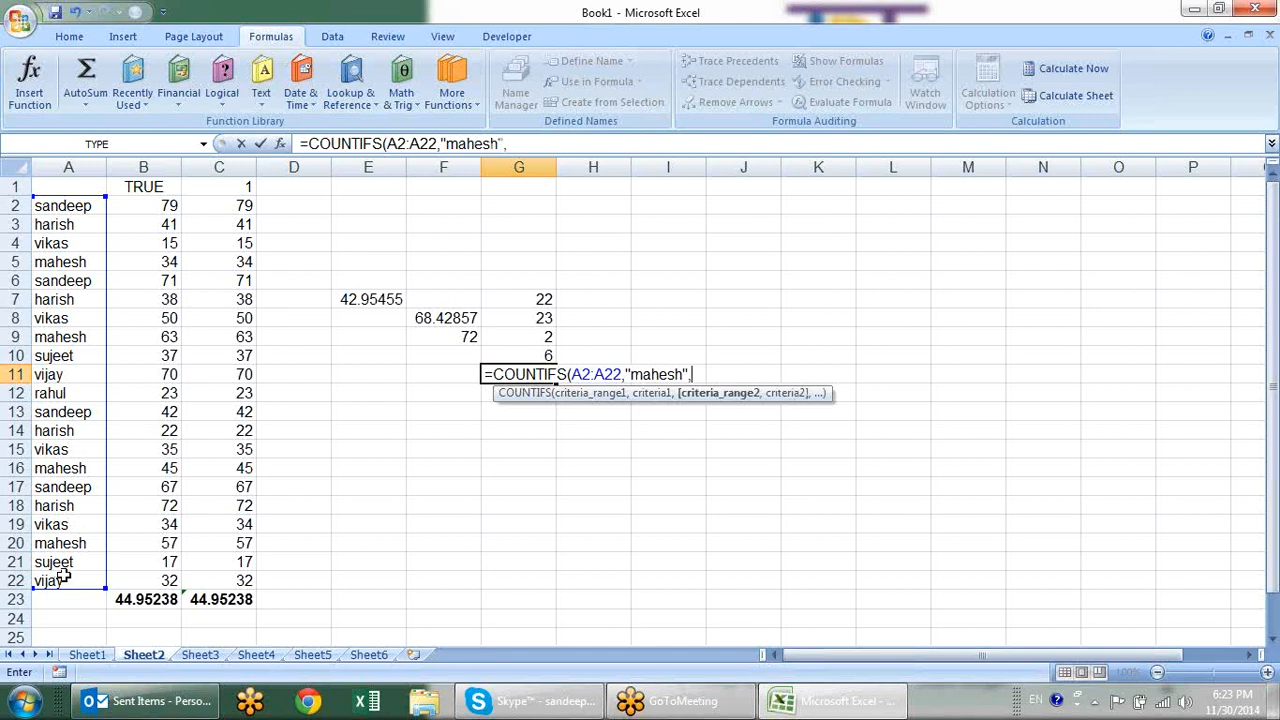 Book1 - Microsoft Excel
Home Insert Page Layout Formulas Data Review View Developer
Insert Function
AutoSum
Recently Used
Financial
Logical
Text
Date & Time
Lookup & Reference
Math & Trig
More Functions
Function Library
Name Manager
Define Name
Use in Formula
Create from Selection
Defined Names
Trace Precedents
Trace Dependents
Remove Arrows
Show Formulas
Error Checking
Evaluate Formula
Watch Window
Formula Auditing
Calculation Options
Calculate Now
Calculate Sheet
Calculation
TYPE =COUNTIFS(A2:A22,"mahesh",
A B C D E F G H I J K L M N O P
1 TRUE 1
2 sandeep 79 79
3 harish 41 41
4 vikas 15 15
5 mahesh 34 34
6 sandeep 71 71
7 harish 38 38 42.95455 22
8 vikas 50 50 68.42857 23
9 mahesh 63 63 72 2
10 sujeet 37 37 6
11 vijay 70 70 =COUNTIFS(A2:A22,"mahesh",
12 rahul 23 23 COUNTIFS(criteria_range1, criteria1, [criteria_range2, criteria2], ...)
13 sandeep 42 42
14 harish 22 22
15 vikas 35 35
16 mahesh 45 45
17 sandeep 67 67
18 harish 72 72
19 vikas 34 34
20 mahesh 57 57
21 sujeet 17 17
22 vijay 32 32
23 44.95238 44.95238
24
25
Sheet1 Sheet2 Sheet3 Sheet4 Sheet5 Sheet6
Enter 100%
Sent Items - Perso... Skype™ - sandeep... GoToMeeting Microsoft Excel - ... EN 6:23 PM
11/30/2014